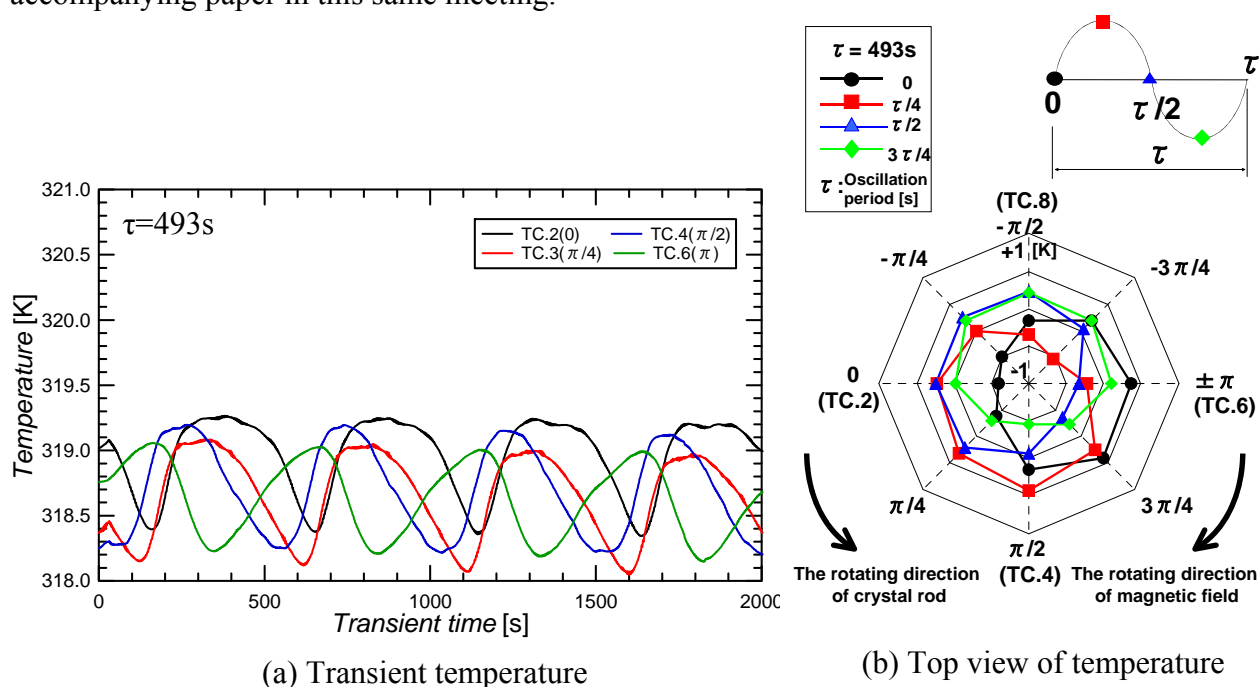 accompanying paper in this same meeting.
τ = 493s
0
τ/4
τ/2
3τ/4
τ : Oscillation
period [s]
0
τ/2
τ
τ
321.0
320.5
320.0
319.5
319.0
318.5
318.0
Temperature [K]
τ=493s
TC.2(0)
TC.3(π/4)
TC.4(π/2)
TC.6(π)
0
500
1000
1500
2000
Transient time [s]
(a) Transient temperature
(TC.8)
-π/2
+1 [K]
-π/4
-3π/4
-1
0
(TC.2)
±π
(TC.6)
π/4
3π/4
π/2
(TC.4)
The rotating direction
of crystal rod
The rotating direction
of magnetic field
(b) Top view of temperature